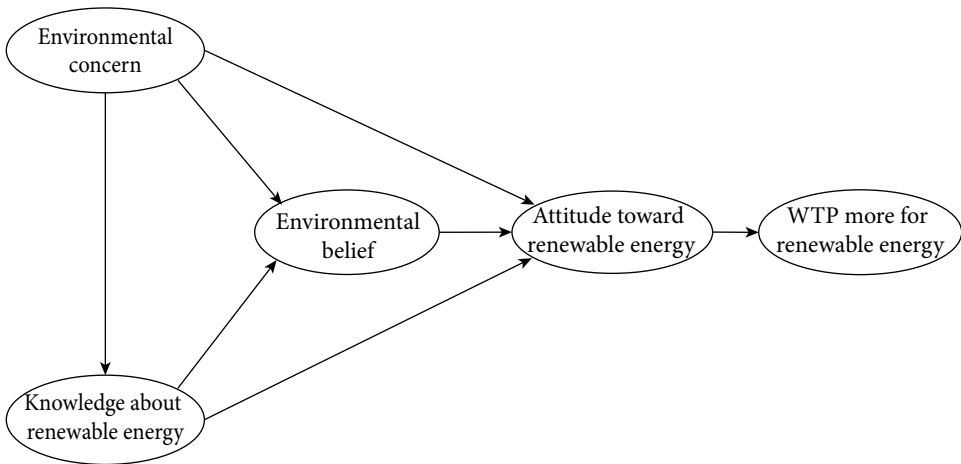 Environmental
concern
Environmental
belief
Attitude toward
renewable energy
WTP more for
renewable energy
Knowledge about
renewable energy